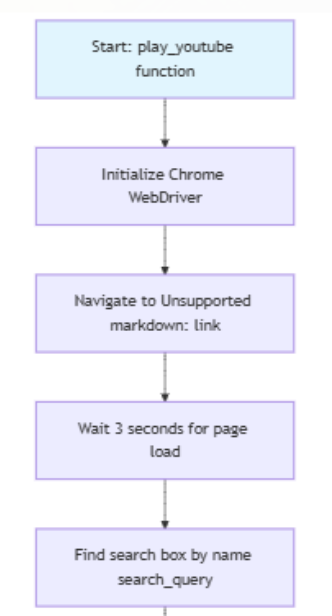 Start: play_youtube
function
Initialize Chrome
WebDriver
Navigate to Unsupported
markdown: link
Wait 3 seconds for page
load
Find search box by name
search_query